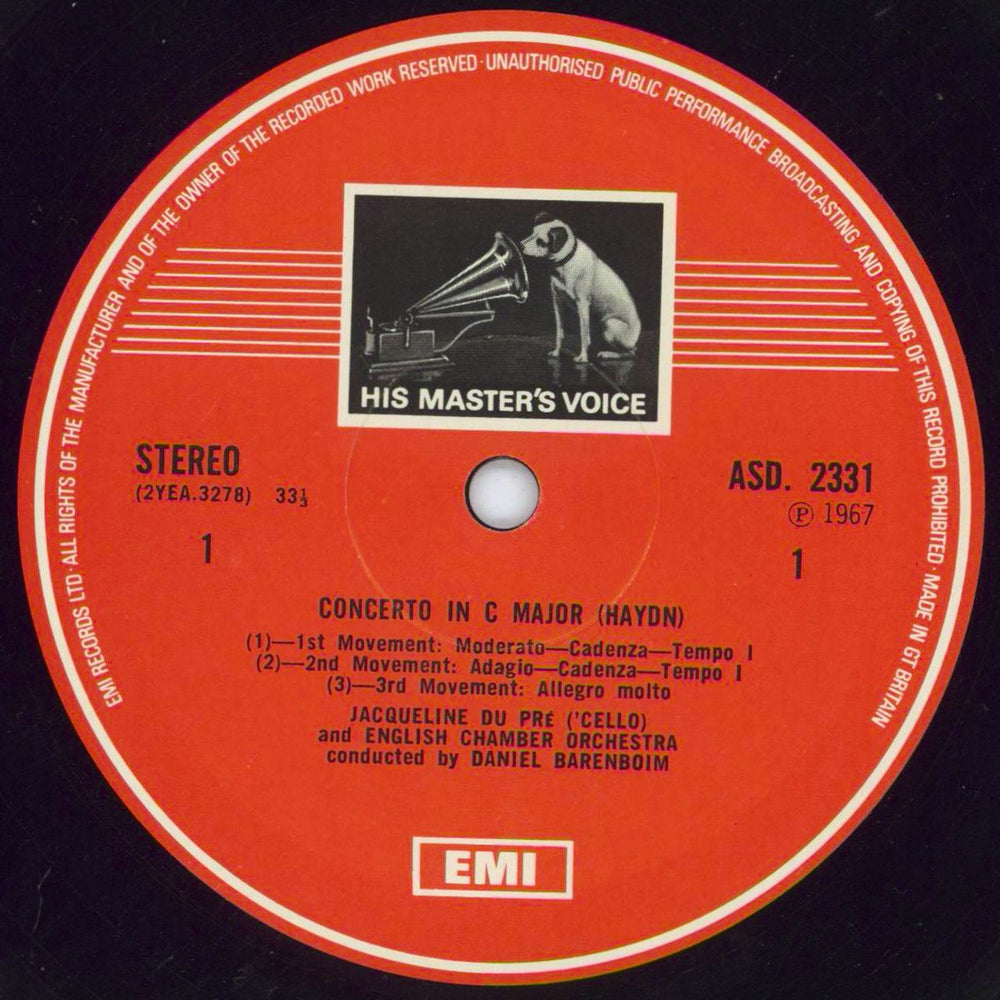 EMI RECORDS LTD·ALL RIGHTS OF THE MANUFACTURER AND OF THE OWNER OF THE RECORDED WORK RESERVED·UNAUTHORISED PUBLIC PERFORMANCE BROADCASTING AND COPYING OF THIS RECORD PROHIBITED·MADE IN GT BRITAIN
HIS MASTER'S VOICE
STEREO
(2YEA.3278) 33⅓
1
ASD. 2331
Ⓟ 1967
1
CONCERTO IN C MAJOR (HAYDN)
(1)—1st Movement: Moderato—Cadenza—Tempo I
(2)—2nd Movement: Adagio—Cadenza—Tempo I
(3)—3rd Movement: Allegro molto
JACQUELINE DU PRÉ ('CELLO)
and ENGLISH CHAMBER ORCHESTRA
conducted by DANIEL BARENBOIM
EMI